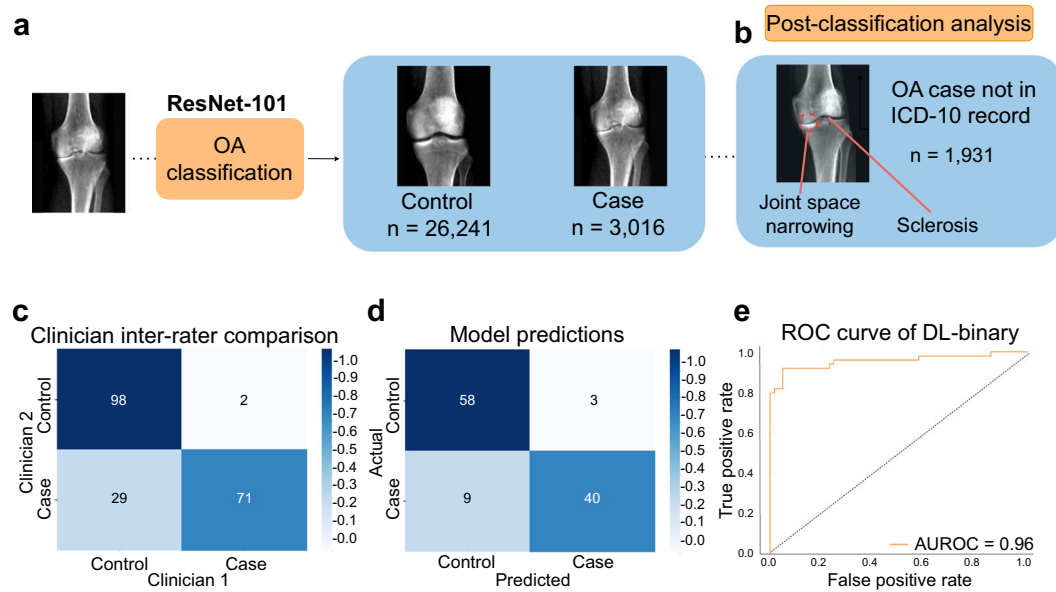 a
ResNet-101
OA
classification
Control
n = 26,241
Case
n = 3,016
Post-classification analysis
b
OA case not in
ICD-10 record
n = 1,931
Joint space
narrowing
Sclerosis
c
Clinician inter-rater comparison
Clinician 2
Control
Case
98
2
29
71
Control
Case
Clinician 1
-1.0
-0.9
-0.8
-0.7
-0.6
-0.5
-0.4
-0.3
-0.2
-0.1
-0.0
d
Model predictions
Actual
Control
Case
58
3
9
40
Control
Case
Predicted
-1.0
-0.9
-0.8
-0.7
-0.6
-0.5
-0.4
-0.3
-0.2
-0.1
-0.0
e
ROC curve of DL-binary
True positive rate
1.0
0.8
0.6
0.4
0.2
0.0
AUROC = 0.96
0.0 0.2 0.4 0.6 0.8 1.0
False positive rate